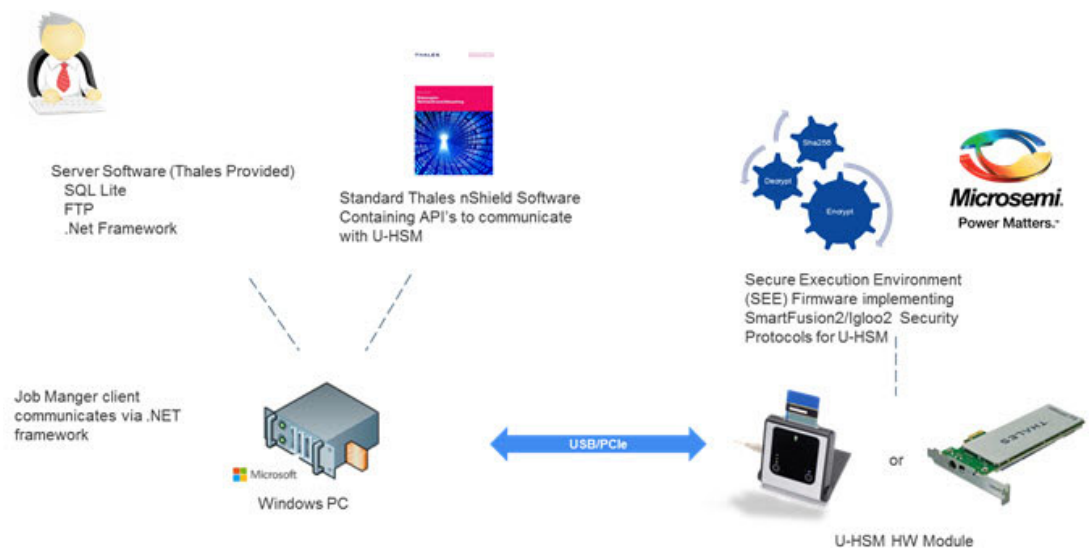 THALES
Server Software (Thales Provided)
SQL Lite
FTP
.Net Framework
Standard Thales nShield Software
Containing API's to communicate
with U-HSM
Sha256
Decrypt
Encrypt
Microsemi.
Power Matters.™
Secure Execution Environment
(SEE) Firmware implementing
SmartFusion2/Igloo2 Security
Protocols for U-HSM
Job Manger client
communicates via .NET
framework
Microsoft
Windows PC
USB/PCIe
or
THALES
U-HSM HW Module